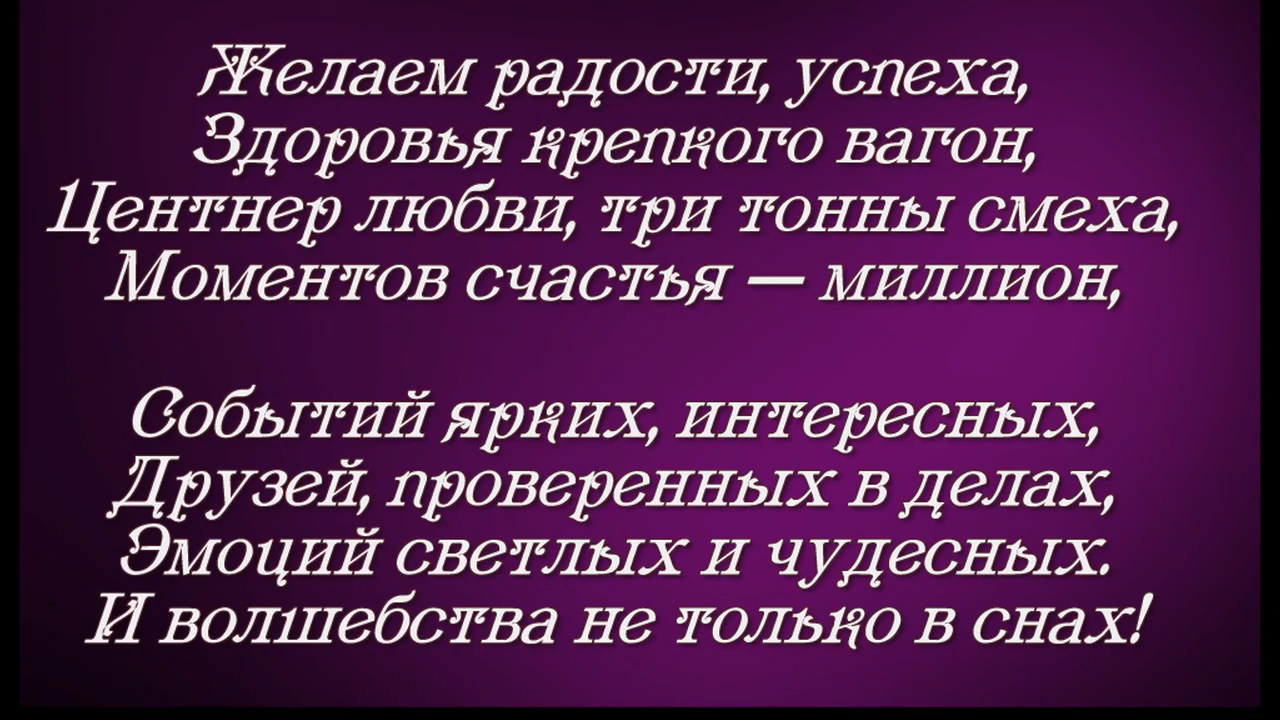 Желаем радости, успеха,
Здоровья крепкого вагон,
Центнер любви, три тонны смеха,
Моментов счастья — миллион,
Событий ярких, интересных,
Друзей, проверенных в делах,
Эмоций светлых и чудесных.
И волшебства не только в снах!